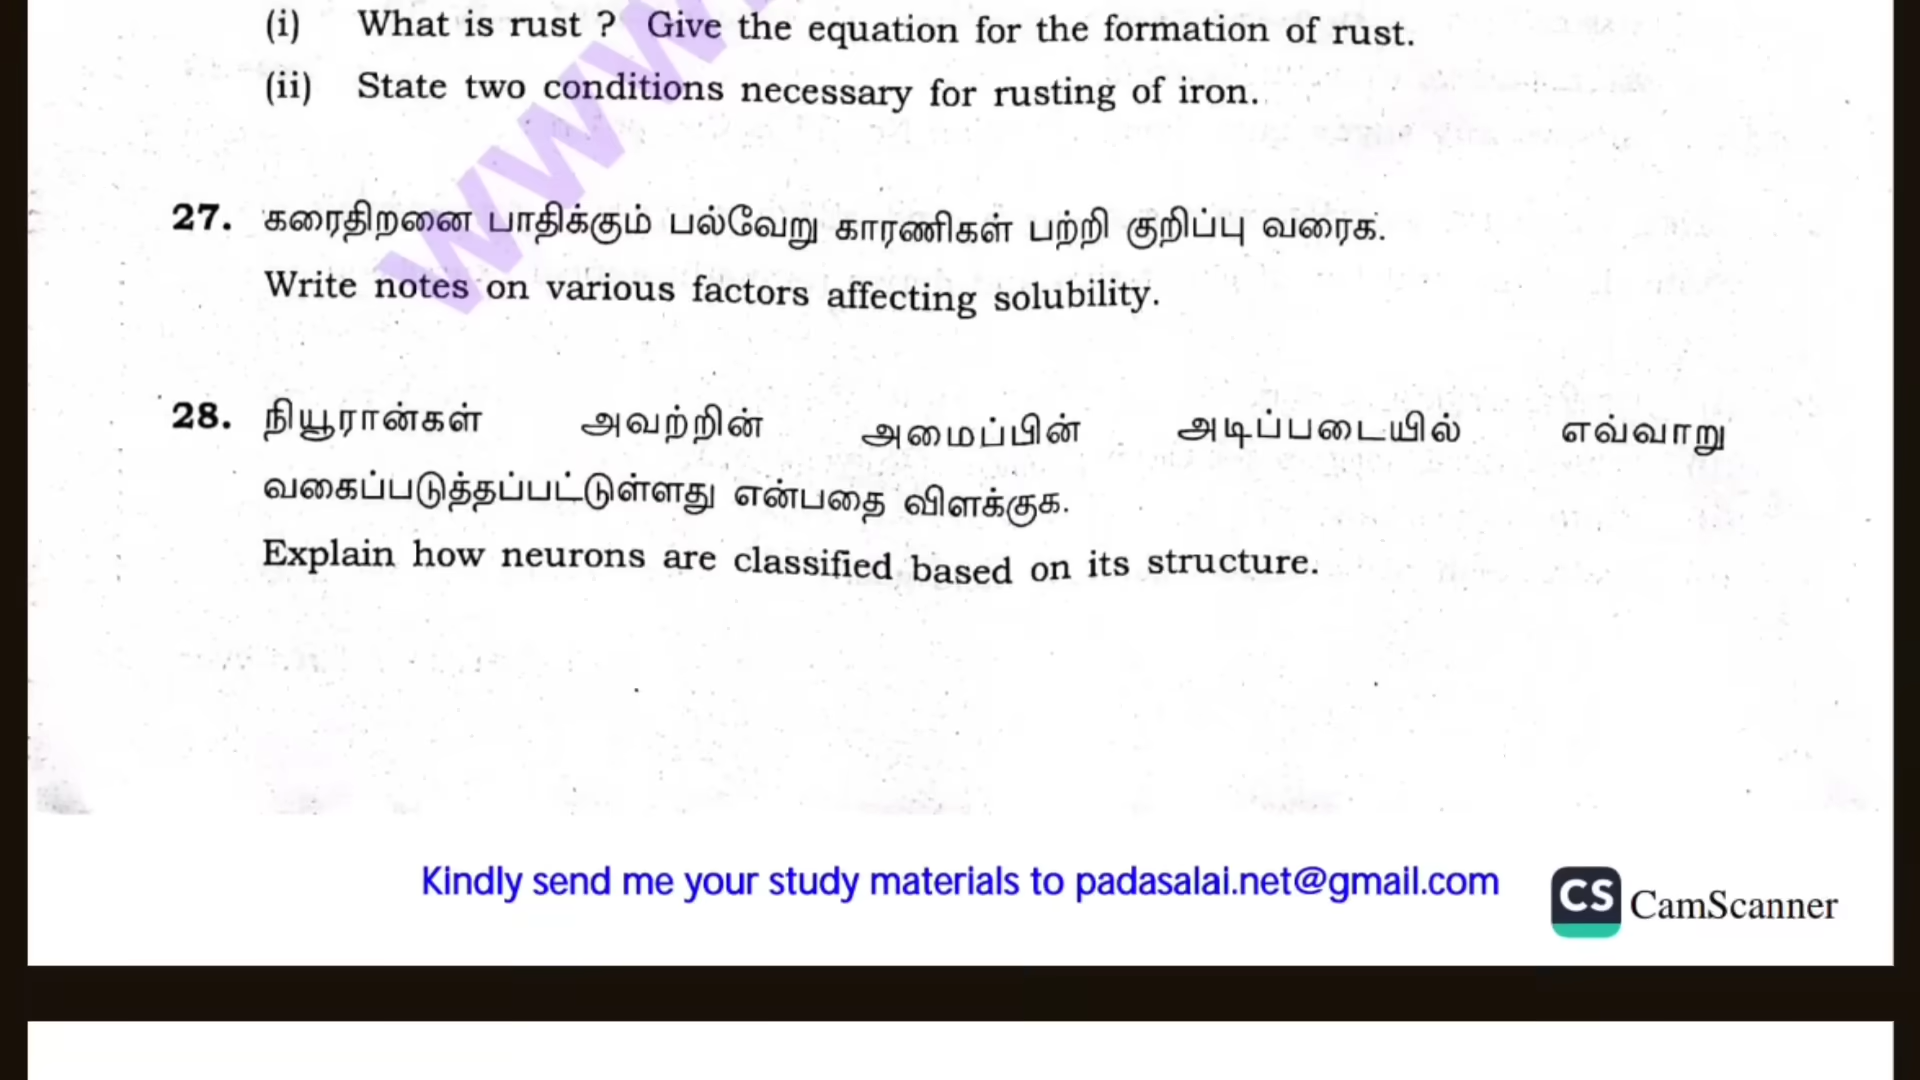 (i) What is rust ? Give the equation for the formation of rust.
(ii) State two conditions necessary for rusting of iron.
27. கரைதிறனை பாதிக்கும் பல்வேறு காரணிகள் பற்றி குறிப்பு வரைக.
Write notes on various factors affecting solubility.
28. நியூரான்கள் அவற்றின் அமைப்பின் அடிப்படையில் எவ்வாறு
வகைப்படுத்தப்பட்டுள்ளது என்பதை விளக்குக.
Explain how neurons are classified based on its structure.
www.
Kindly send me your study materials to padasalai.net@gmail.com
CS CamScanner